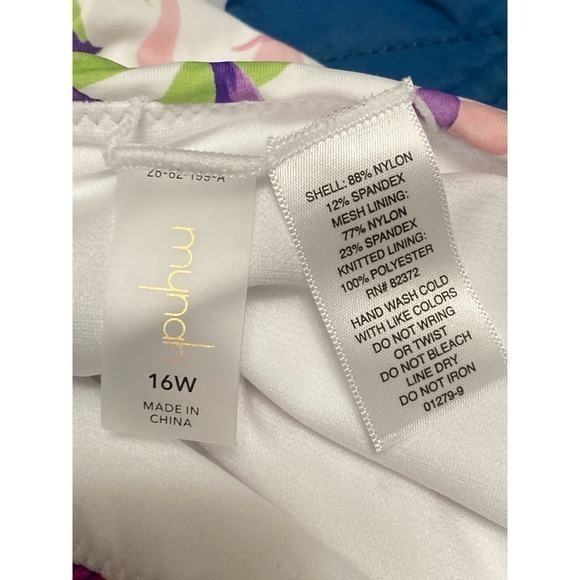 28-82-195-A
mynah
16W
MADE IN
CHINA
SHELL: 88% NYLON
12% SPANDEX
MESH LINING:
77% NYLON
23% SPANDEX
KNITTED LINING:
100% POLYESTER
RN# 82372
HAND WASH COLD
WITH LIKE COLORS
DO NOT WRING
OR TWIST
DO NOT BLEACH
LINE DRY
DO NOT IRON
01279-9